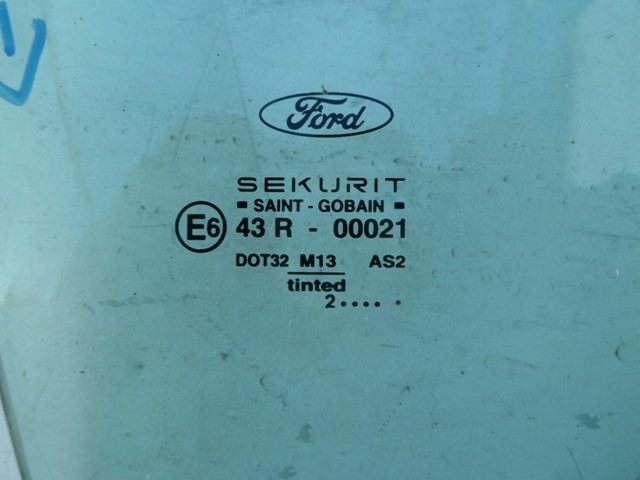 Ford
SEKURIT
SAINT - GOBAIN
E6 43 R - 00021
DOT32 M13 AS2
tinted
2 •••• •